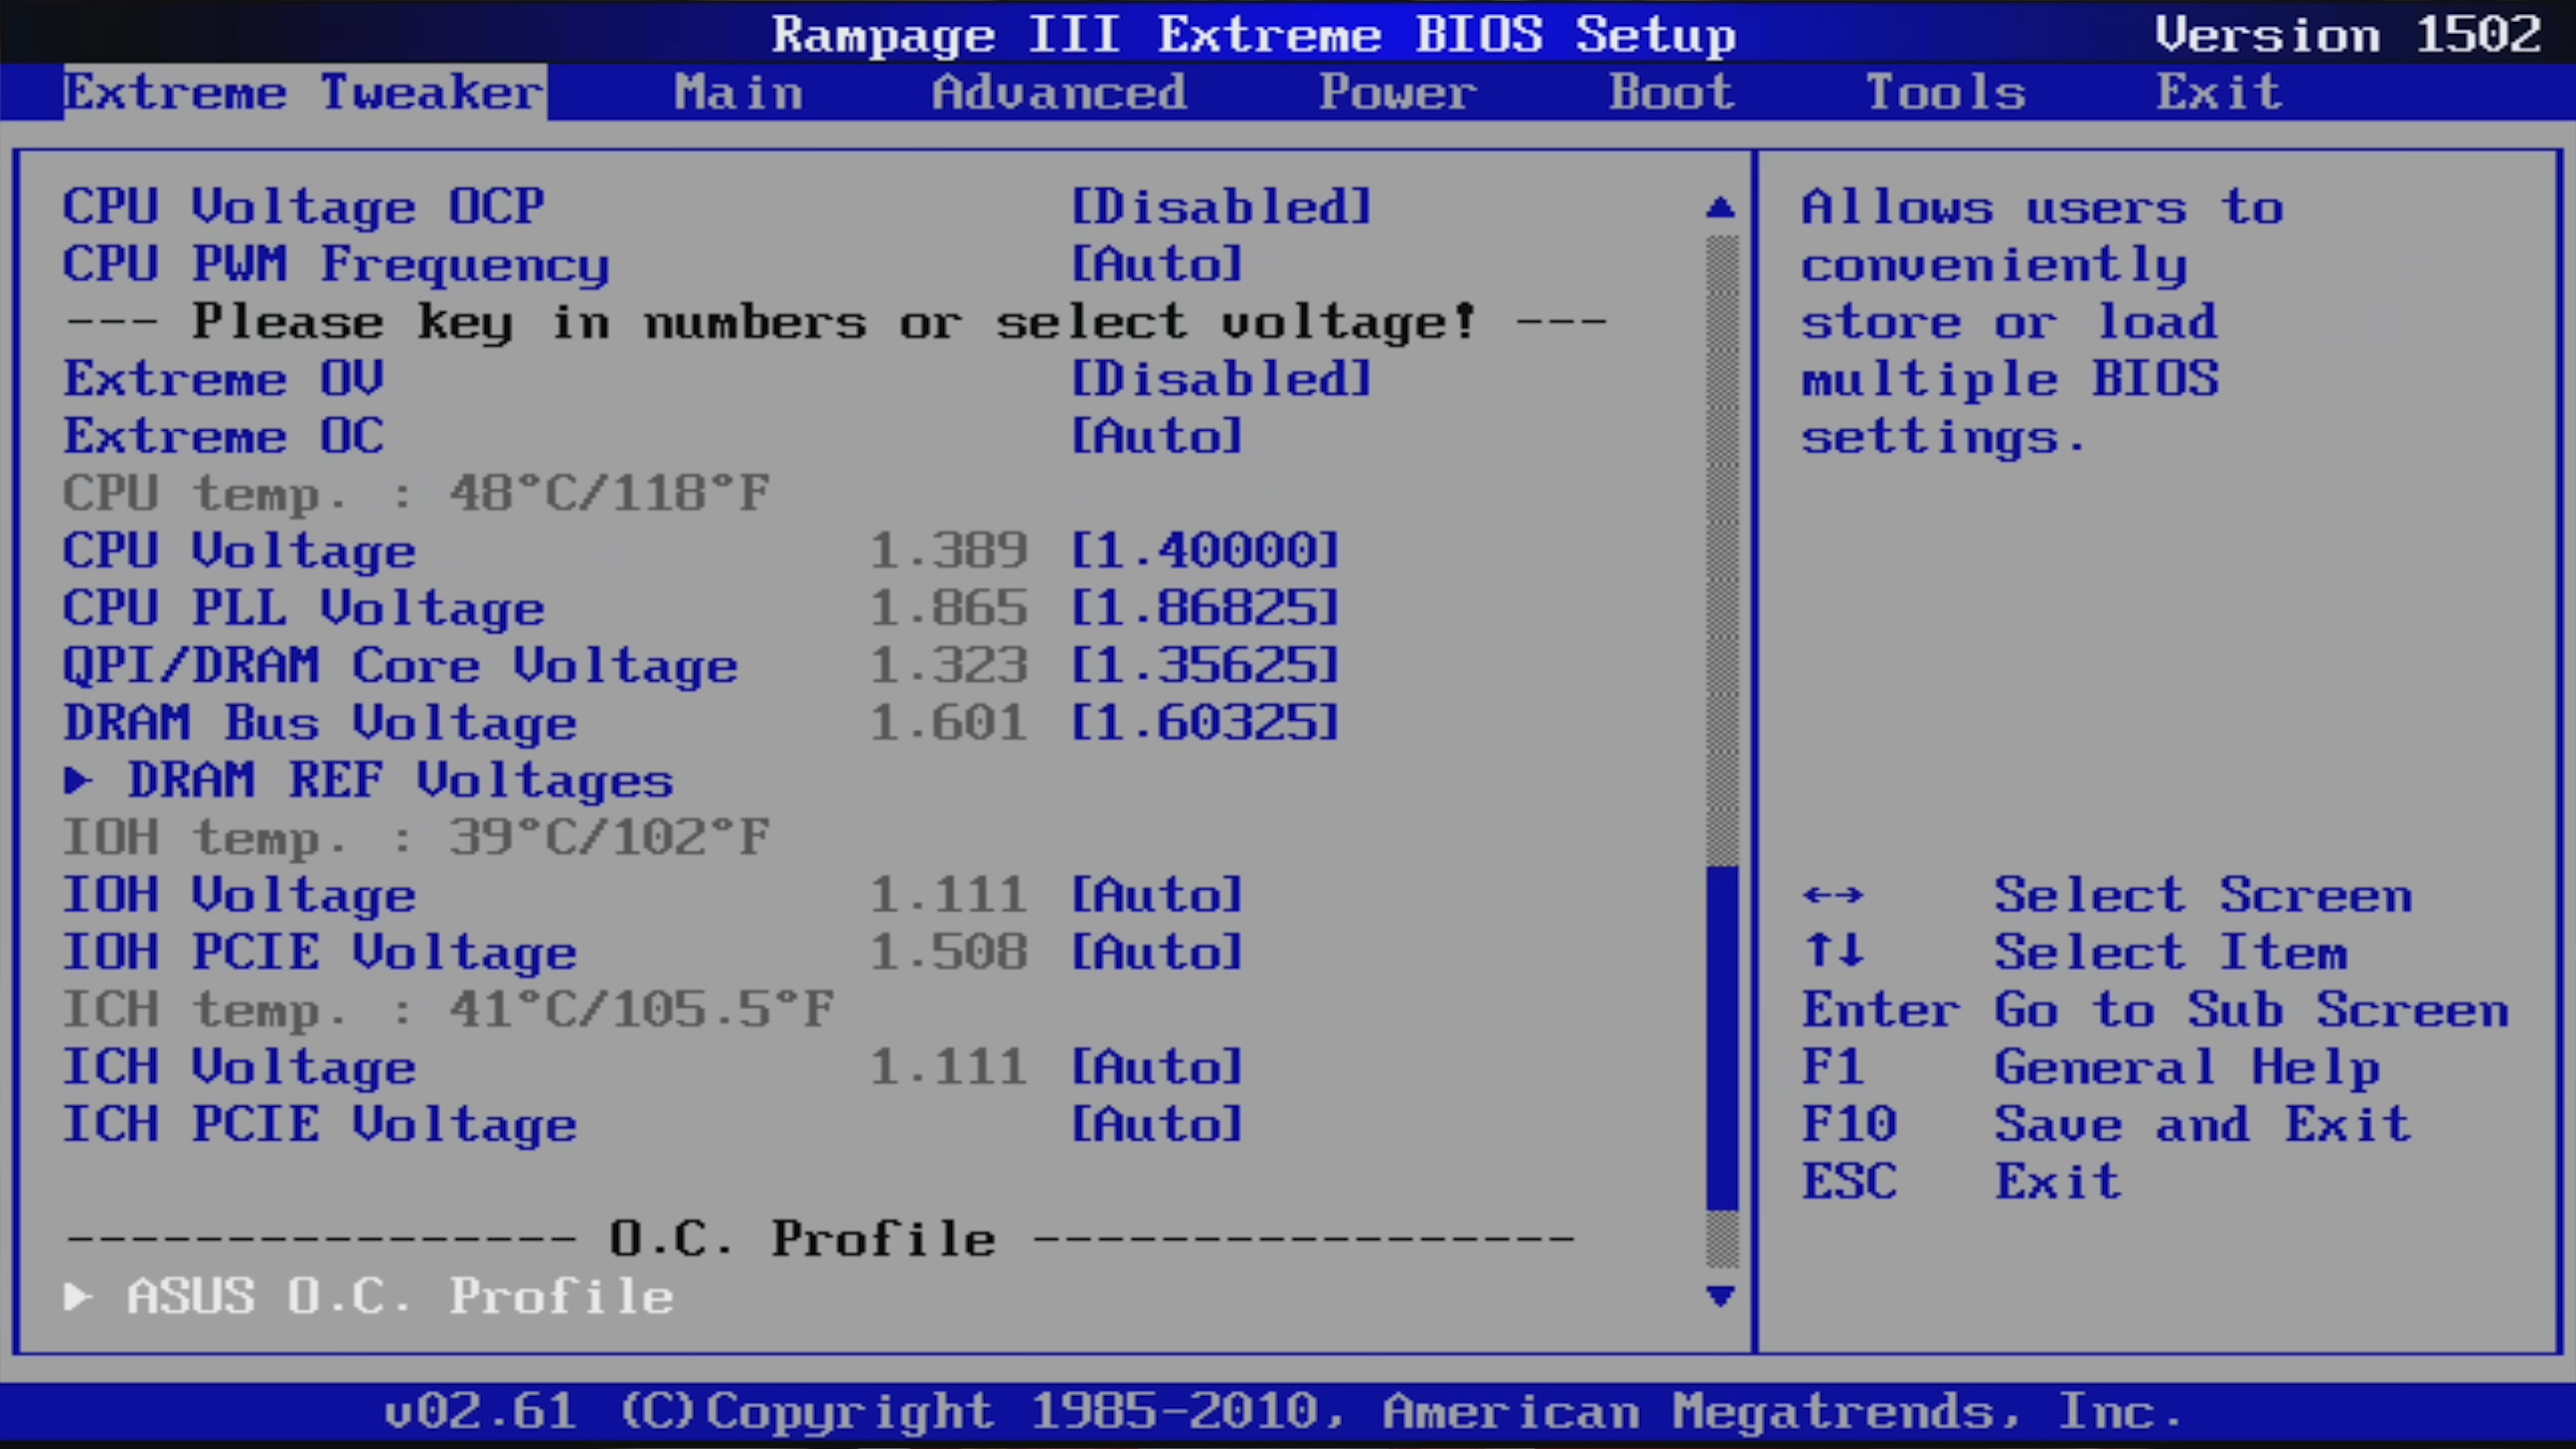 Rampage III Extreme BIOS Setup Version 1502
Extreme Tweaker Main Advanced Power Boot Tools Exit
CPU Voltage OCP [Disabled]
CPU PWM Frequency [Auto]
--- Please key in numbers or select voltage! ---
Extreme OV [Disabled]
Extreme OC [Auto]
CPU temp. : 48°C/118°F
CPU Voltage 1.389 [1.40000]
CPU PLL Voltage 1.865 [1.86825]
QPI/DRAM Core Voltage 1.323 [1.35625]
DRAM Bus Voltage 1.601 [1.60325]
▶ DRAM REF Voltages
IOH temp. : 39°C/102°F
IOH Voltage 1.111 [Auto]
IOH PCIE Voltage 1.508 [Auto]
ICH temp. : 41°C/105.5°F
ICH Voltage 1.111 [Auto]
ICH PCIE Voltage [Auto]
---------------- O.C. Profile -----------------
▶ ASUS O.C. Profile
Allows users to
conveniently
store or load
multiple BIOS
settings.
←→ Select Screen
↑↓ Select Item
Enter Go to Sub Screen
F1 General Help
F10 Save and Exit
ESC Exit
v02.61 (C)Copyright 1985-2010, American Megatrends, Inc.